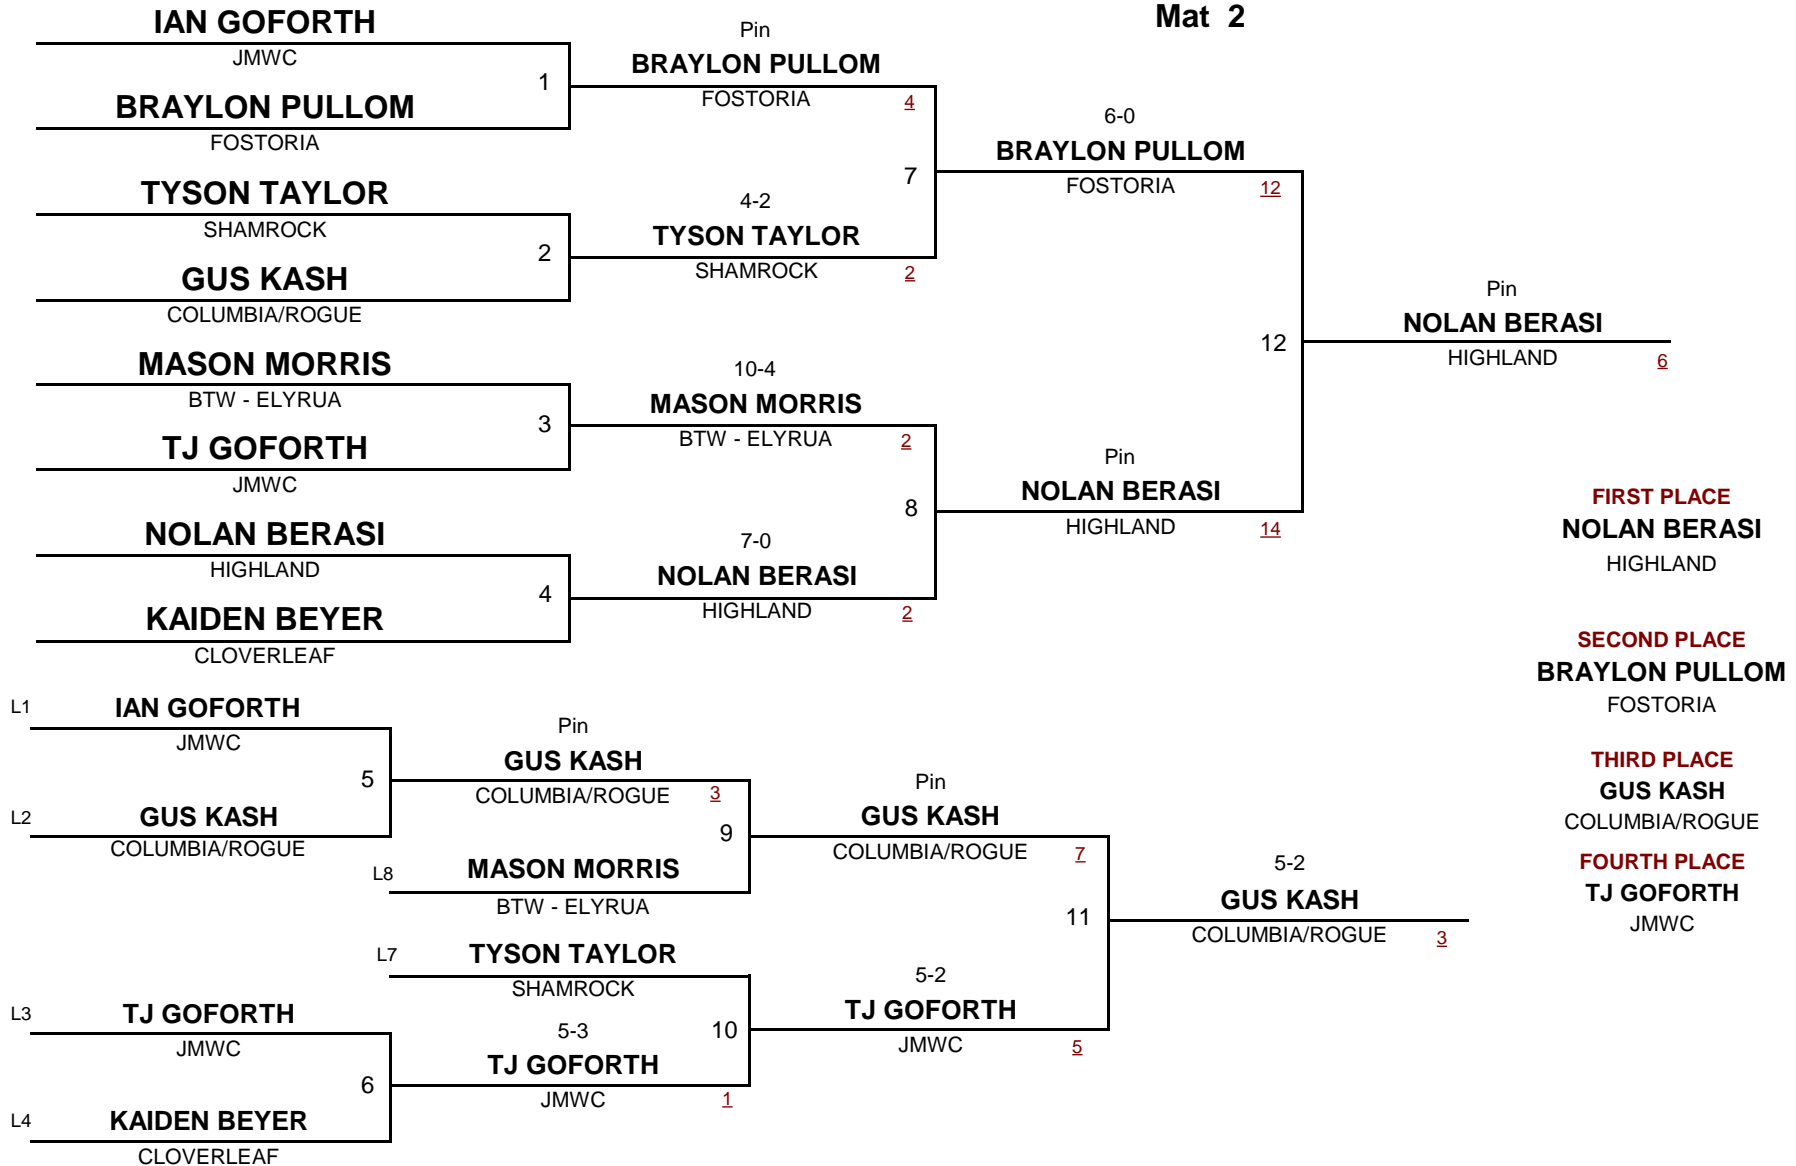 Mat 2
IAN GOFORTH
JMWC
1
BRAYLON PULLOM
FOSTORIA
TYSON TAYLOR
SHAMROCK
2
GUS KASH
COLUMBIA/ROGUE
MASON MORRIS
BTW - ELYRUA
3
TJ GOFORTH
JMWC
NOLAN BERASI
HIGHLAND
4
KAIDEN BEYER
CLOVERLEAF
Pin
BRAYLON PULLOM
FOSTORIA 4
7
4-2
TYSON TAYLOR
SHAMROCK 2
10-4
MASON MORRIS
BTW - ELYRUA 2
8
7-0
NOLAN BERASI
HIGHLAND 2
6-0
BRAYLON PULLOM
FOSTORIA 12
12
Pin
NOLAN BERASI
HIGHLAND 14
Pin
NOLAN BERASI
HIGHLAND 6
L1 IAN GOFORTH
JMWC
5
L2 GUS KASH
COLUMBIA/ROGUE
L3 TJ GOFORTH
JMWC
6
L4 KAIDEN BEYER
CLOVERLEAF
Pin
GUS KASH
COLUMBIA/ROGUE 3
9
L8 MASON MORRIS
BTW - ELYRUA
L7 TYSON TAYLOR
SHAMROCK
10
5-3
TJ GOFORTH
JMWC 1
Pin
GUS KASH
COLUMBIA/ROGUE 7
11
5-2
TJ GOFORTH
JMWC 5
5-2
GUS KASH
COLUMBIA/ROGUE 3
FIRST PLACE
NOLAN BERASI
HIGHLAND
SECOND PLACE
BRAYLON PULLOM
FOSTORIA
THIRD PLACE
GUS KASH
COLUMBIA/ROGUE
FOURTH PLACE
TJ GOFORTH
JMWC